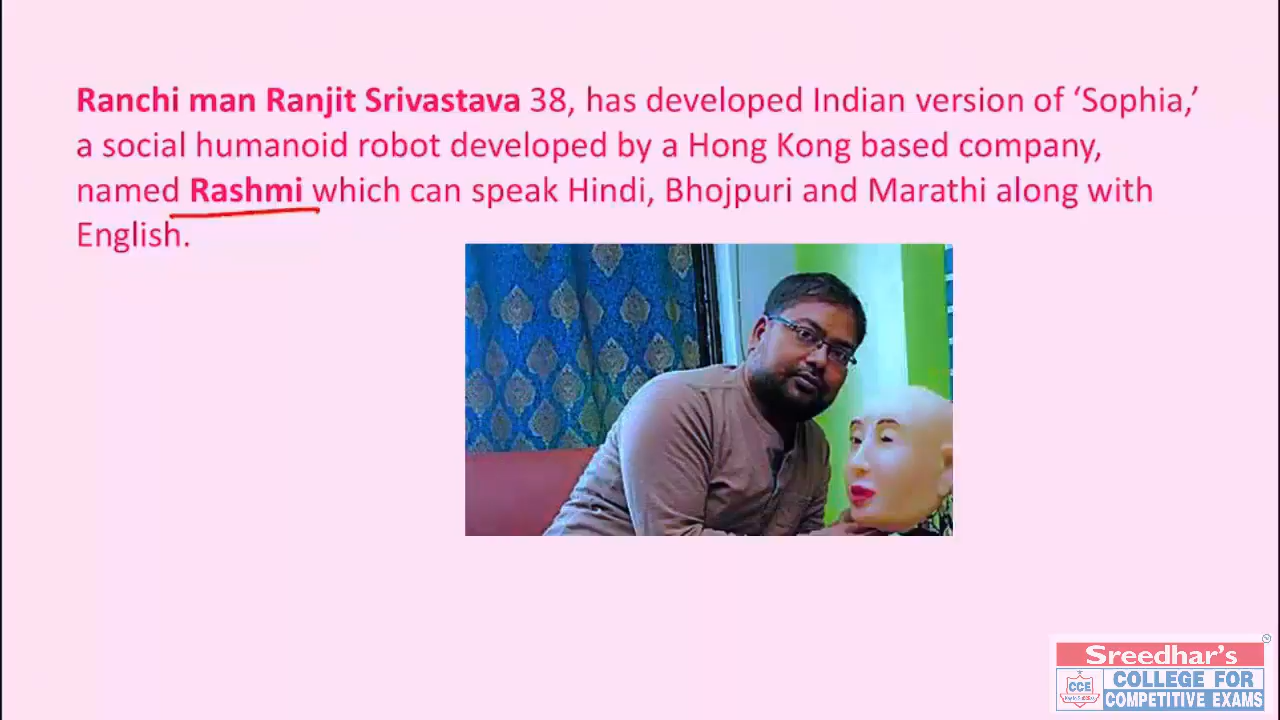 Ranchi man Ranjit Srivastava 38, has developed Indian version of ‘Sophia,’
a social humanoid robot developed by a Hong Kong based company,
named Rashmi which can speak Hindi, Bhojpuri and Marathi along with
English.
Sreedhar's
CCE
COLLEGE FOR
COMPETITIVE EXAMS